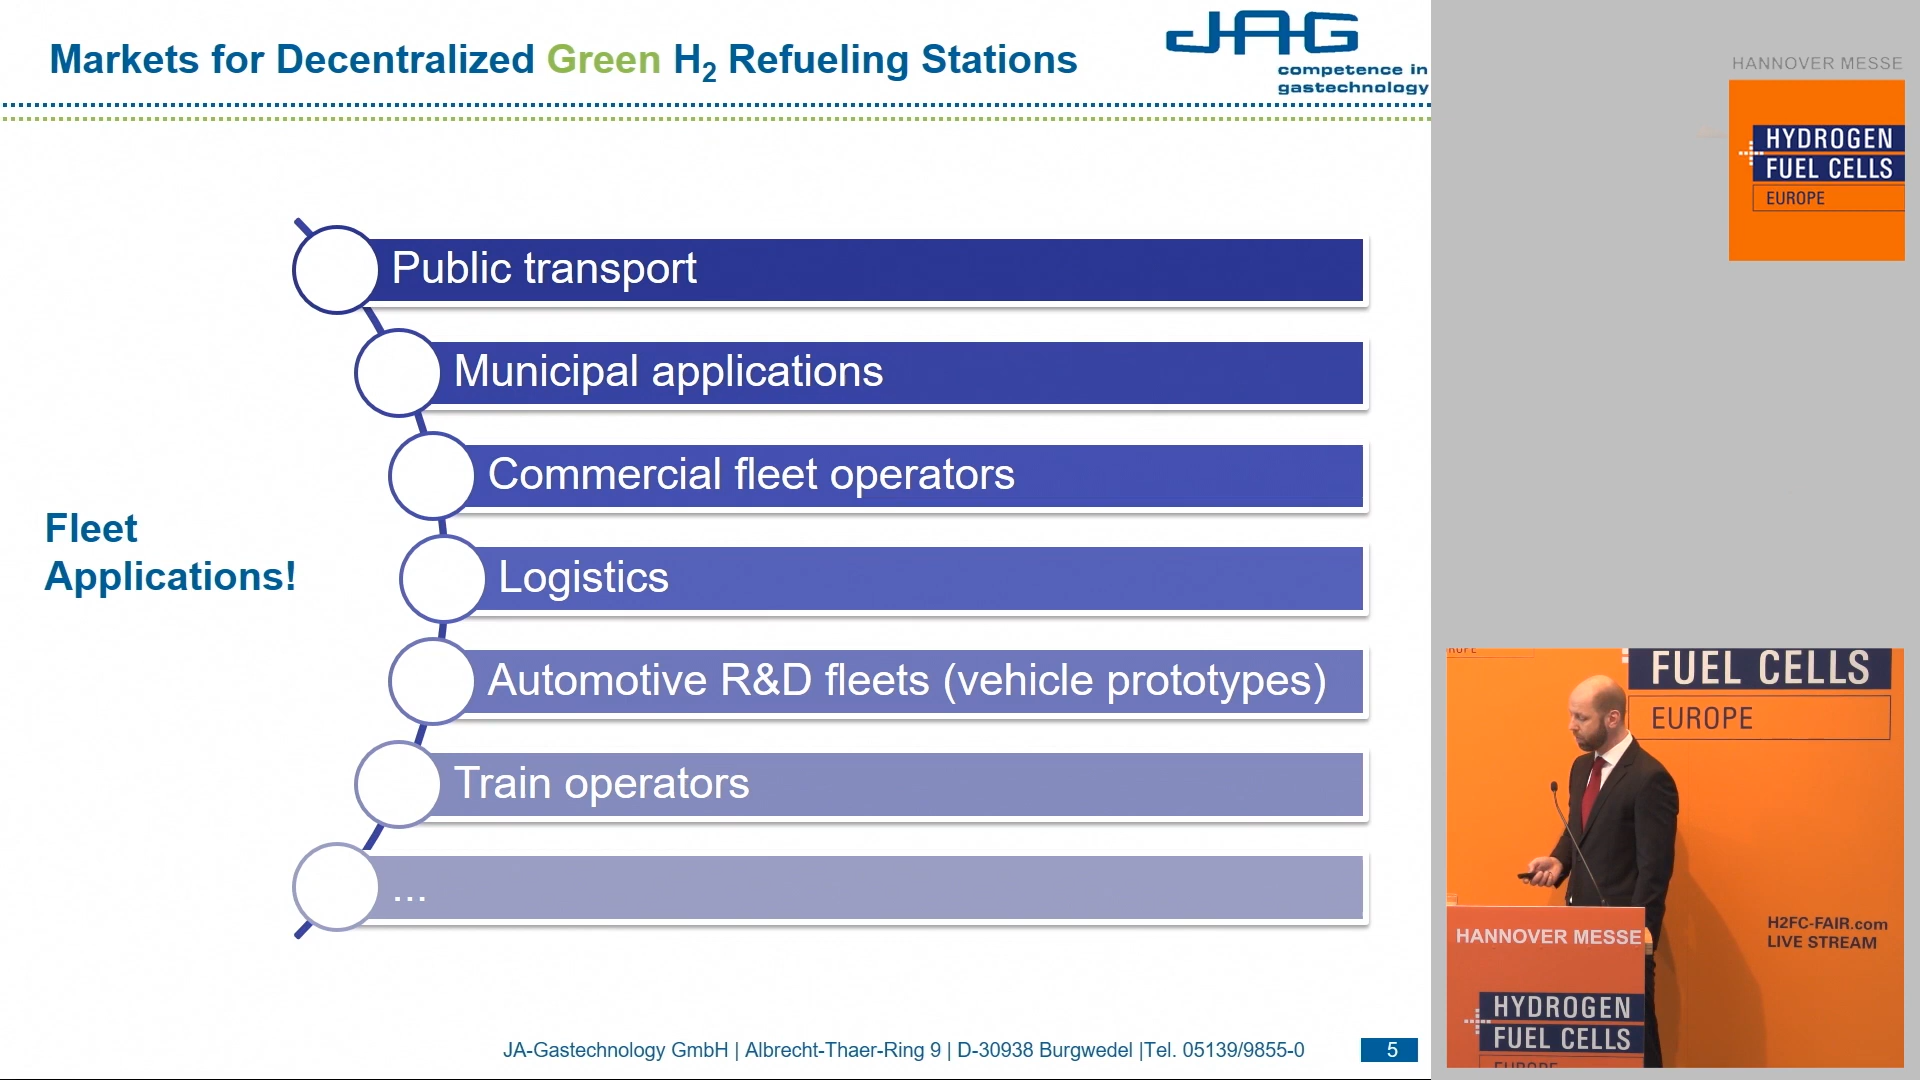 Markets for Decentralized Green H2 Refueling Stations
JAG
competence in
gastechnology
Public transport
Municipal applications
Commercial fleet operators
Logistics
Automotive R&D fleets (vehicle prototypes)
Train operators
...
Fleet
Applications!
JA-Gastechnology GmbH | Albrecht-Thaer-Ring 9 | D-30938 Burgwedel |Tel. 05139/9855-0
5
HANNOVER MESSE
HYDROGEN
FUEL CELLS
EUROPE
ROPE
FUEL CELLS
EUROPE
H2FC-FAIR.com
LIVE STREAM
HANNOVER MESSE
HYDROGEN
FUEL CELLS
EUROPE